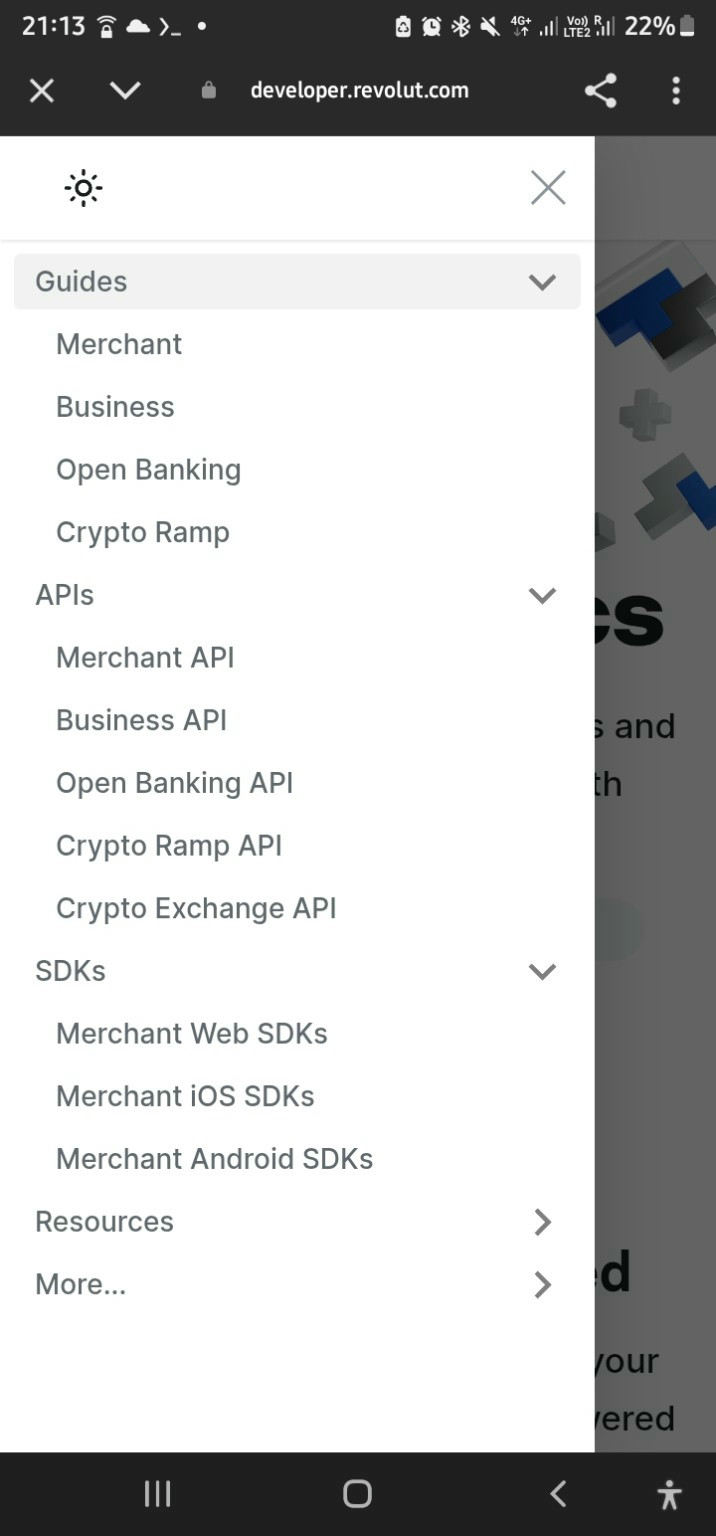 21:13 4G+ Vo)) LTE2 R 22%
developer.revolut.com
Guides
Merchant
Business
Open Banking
Crypto Ramp
APIs
Merchant API
Business API
Open Banking API
Crypto Ramp API
Crypto Exchange API
SDKs
Merchant Web SDKs
Merchant iOS SDKs
Merchant Android SDKs
Resources
More...
cs
s and
th
ed
your
vered